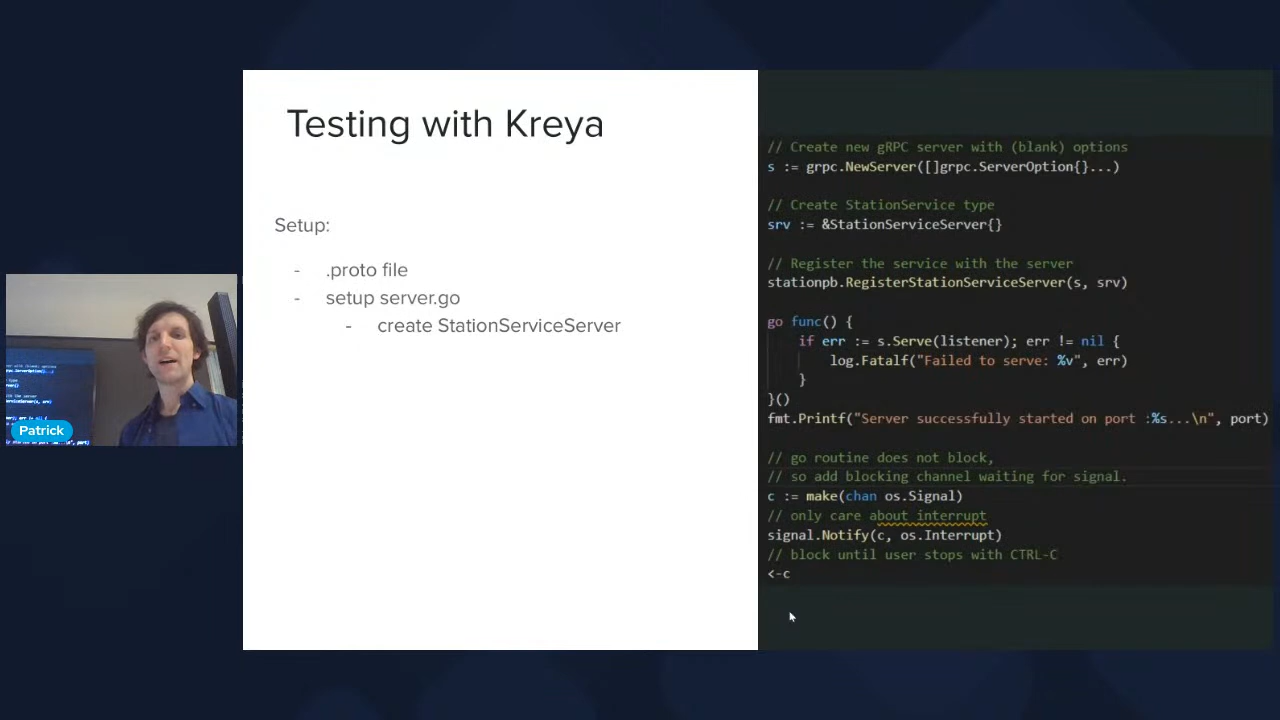 Testing with Kreya
Setup:
- .proto file
- setup server.go
- create StationServiceServer
Patrick
// Create new gRPC server with (blank) options
s := grpc.NewServer([]grpc.ServerOption{}...)
// Create StationService type
srv := &StationServiceServer{}
// Register the service with the server
stationpb.RegisterStationServiceServer(s, srv)
go func() {
if err := s.Serve(listener); err != nil {
log.Fatalf("Failed to serve: %v", err)
}
}()
fmt.Printf("Server successfully started on port :%s...\n", port)
// go routine does not block,
// so add blocking channel waiting for signal.
c := make(chan os.Signal)
// only care about interrupt
signal.Notify(c, os.Interrupt)
// block until user stops with CTRL-C
<-c